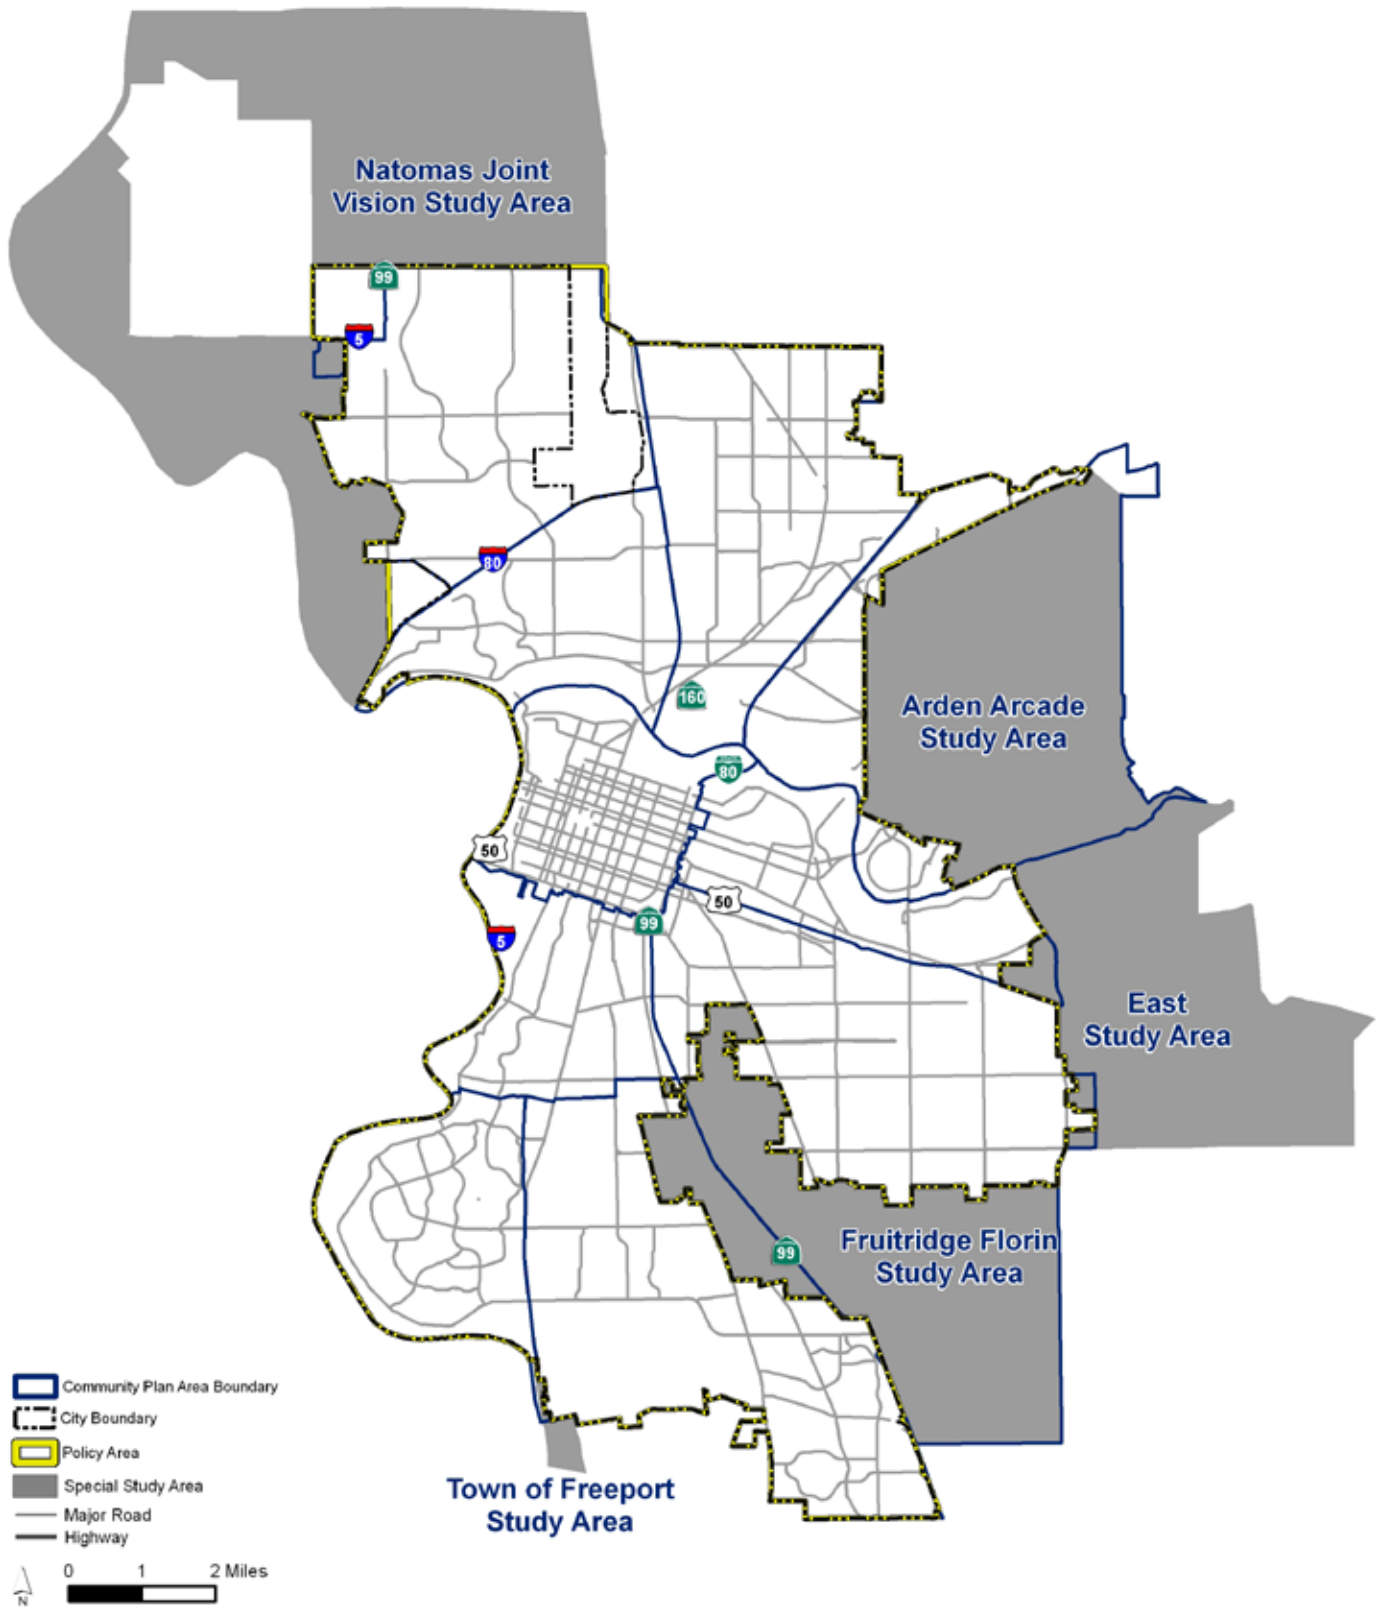 Natomas Joint
Vision Study Area
99
5
80
160
Arden Arcade
Study Area
80
50
50
99
5
East
Study Area
Fruitridge Florin
Study Area
99
Community Plan Area Boundary
City Boundary
Policy Area
Special Study Area
Major Road
Highway
Town of Freeport
Study Area
0 1 2 Miles
N